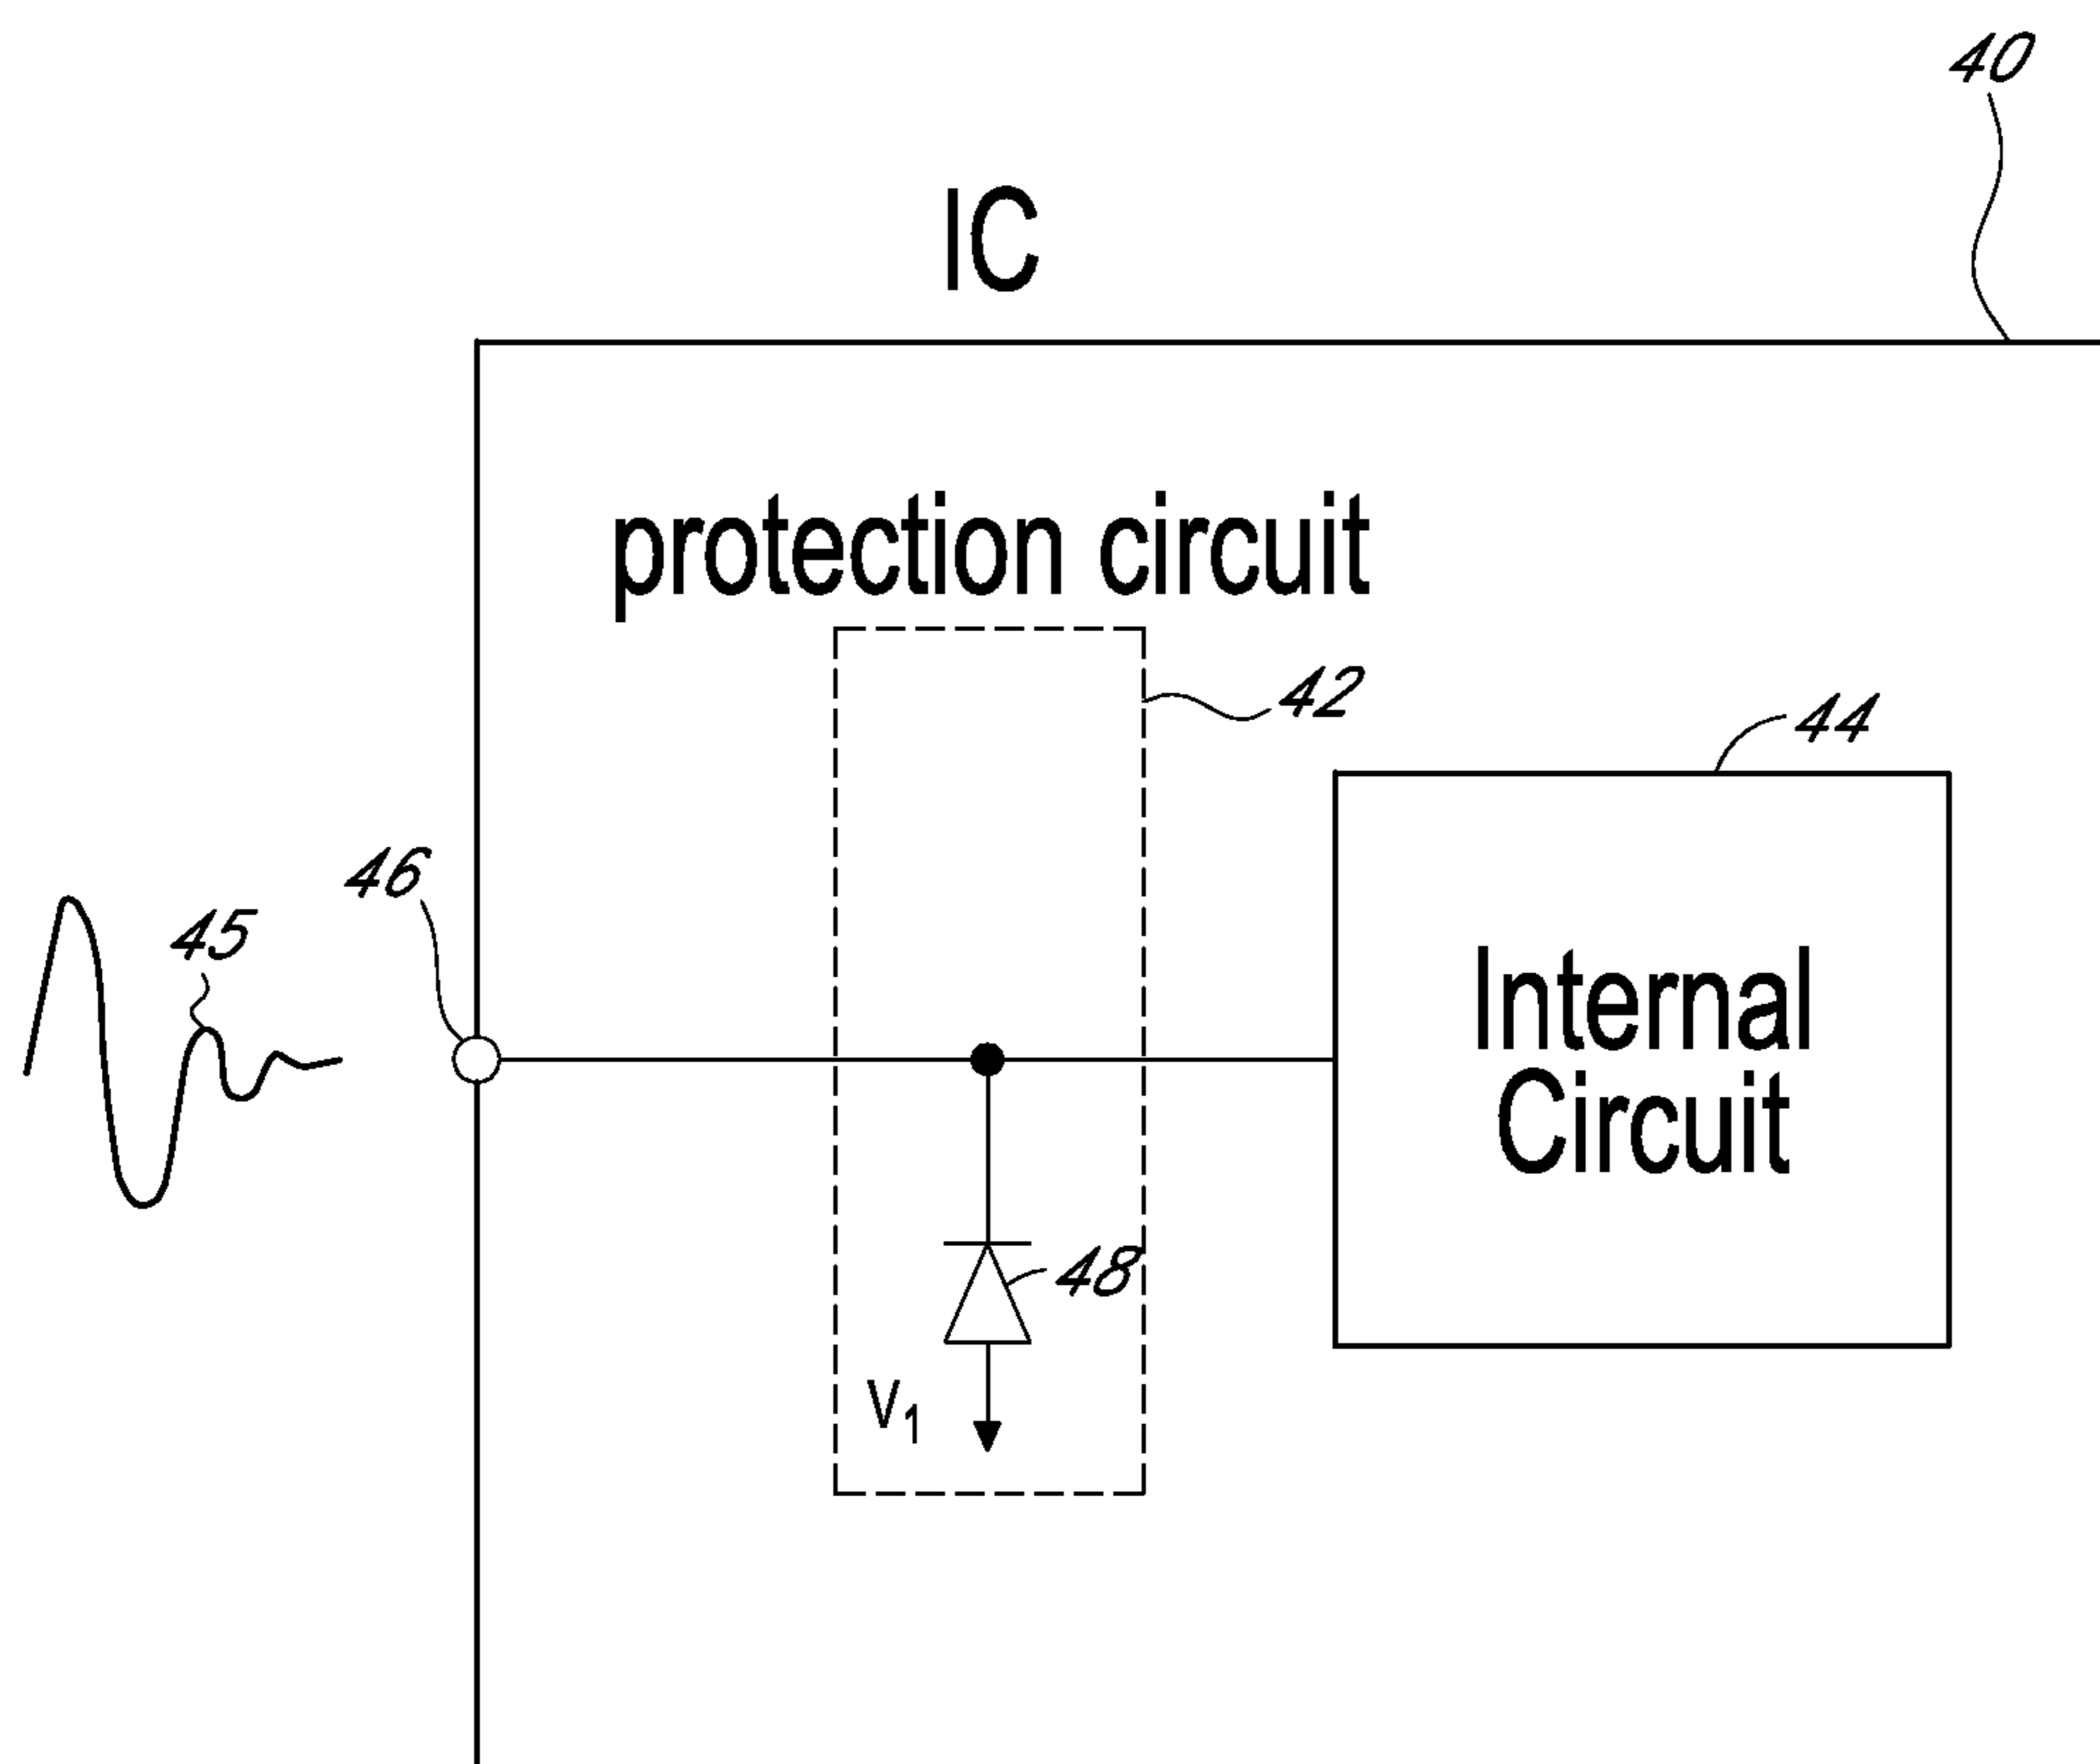 40
IC
protection circuit
42
44
46
45
Internal
Circuit
48
V₁